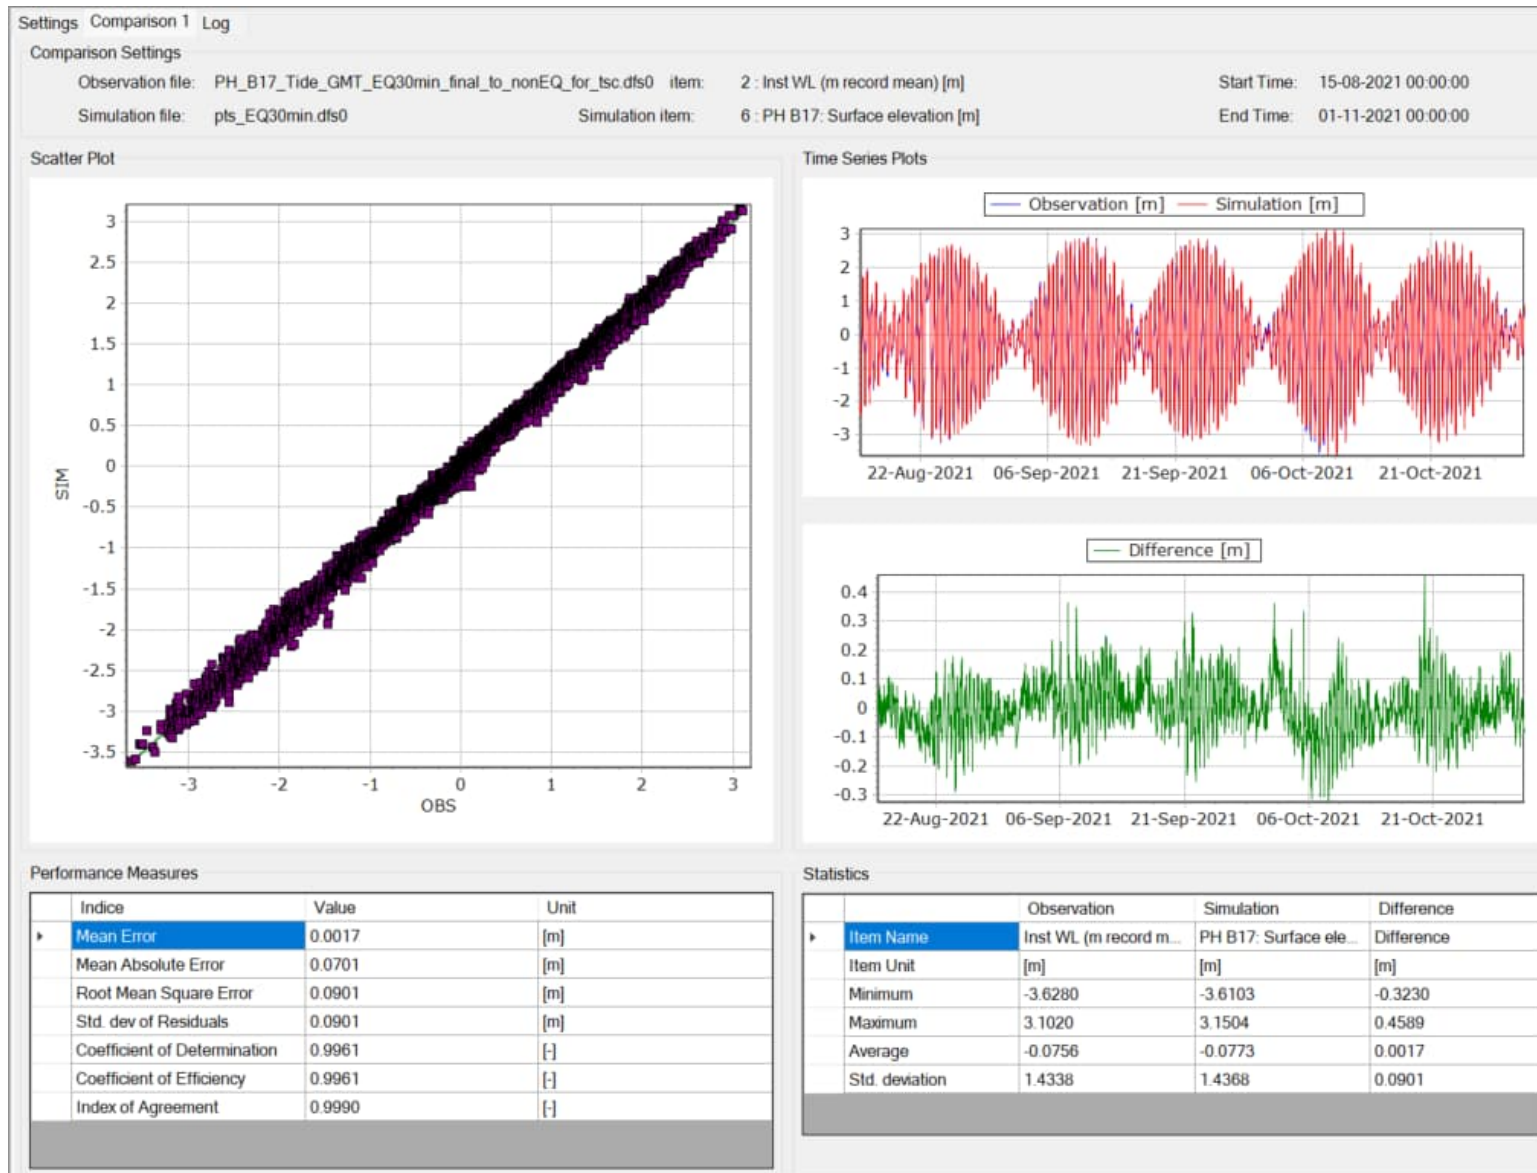 Settings Comparison 1 Log
Comparison Settings
Observation file: PH_B17_Tide_GMT_EQ30min_final_to_nonEQ_for_tsc.dfs0 item: 2 : Inst WL (m record mean) [m] Start Time: 15-08-2021 00:00:00
Simulation file: pts_EQ30min.dfs0 Simulation item: 6 : PH B17: Surface elevation [m] End Time: 01-11-2021 00:00:00
Scatter Plot
3
2.5
2
1.5
1
0.5
0
-0.5
-1
-1.5
-2
-2.5
-3
-3.5
SIM
-3 -2 -1 0 1 2 3
OBS
Time Series Plots
Observation [m] Simulation [m]
3
2
1
0
-1
-2
-3
22-Aug-2021 06-Sep-2021 21-Sep-2021 06-Oct-2021 21-Oct-2021
Difference [m]
0.4
0.3
0.2
0.1
0
-0.1
-0.2
-0.3
22-Aug-2021 06-Sep-2021 21-Sep-2021 06-Oct-2021 21-Oct-2021
Performance Measures
Indice Value Unit
Mean Error 0.0017 [m]
Mean Absolute Error 0.0701 [m]
Root Mean Square Error 0.0901 [m]
Std. dev of Residuals 0.0901 [m]
Coefficient of Determination 0.9961 [-]
Coefficient of Efficiency 0.9961 [-]
Index of Agreement 0.9990 [-]
Statistics
Observation Simulation Difference
Item Name Inst WL (m record m... PH B17: Surface ele... Difference
Item Unit [m] [m] [m]
Minimum -3.6280 -3.6103 -0.3230
Maximum 3.1020 3.1504 0.4589
Average -0.0756 -0.0773 0.0017
Std. deviation 1.4338 1.4368 0.0901